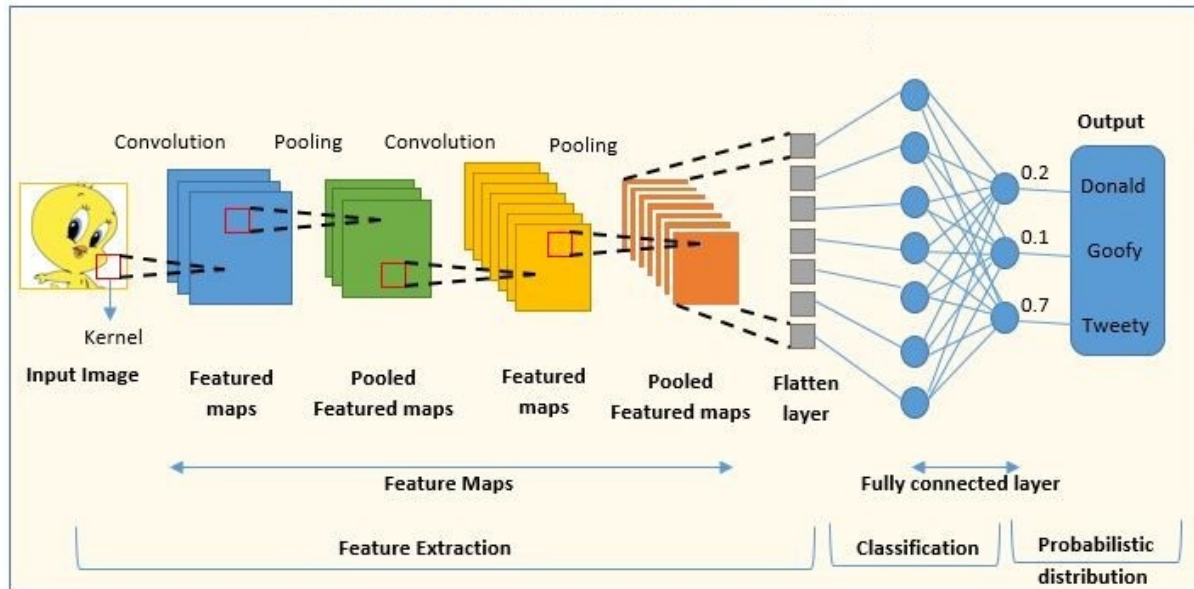 Convolution
Pooling
Convolution
Pooling
Output
0.2
Donald
0.1
Goofy
0.7
Tweety
Kernel
Input Image
Featured
maps
Pooled
Featured maps
Featured
maps
Pooled
Featured maps
Flatten
layer
Feature Maps
Fully connected layer
Feature Extraction
Classification
Probabilistic
distribution